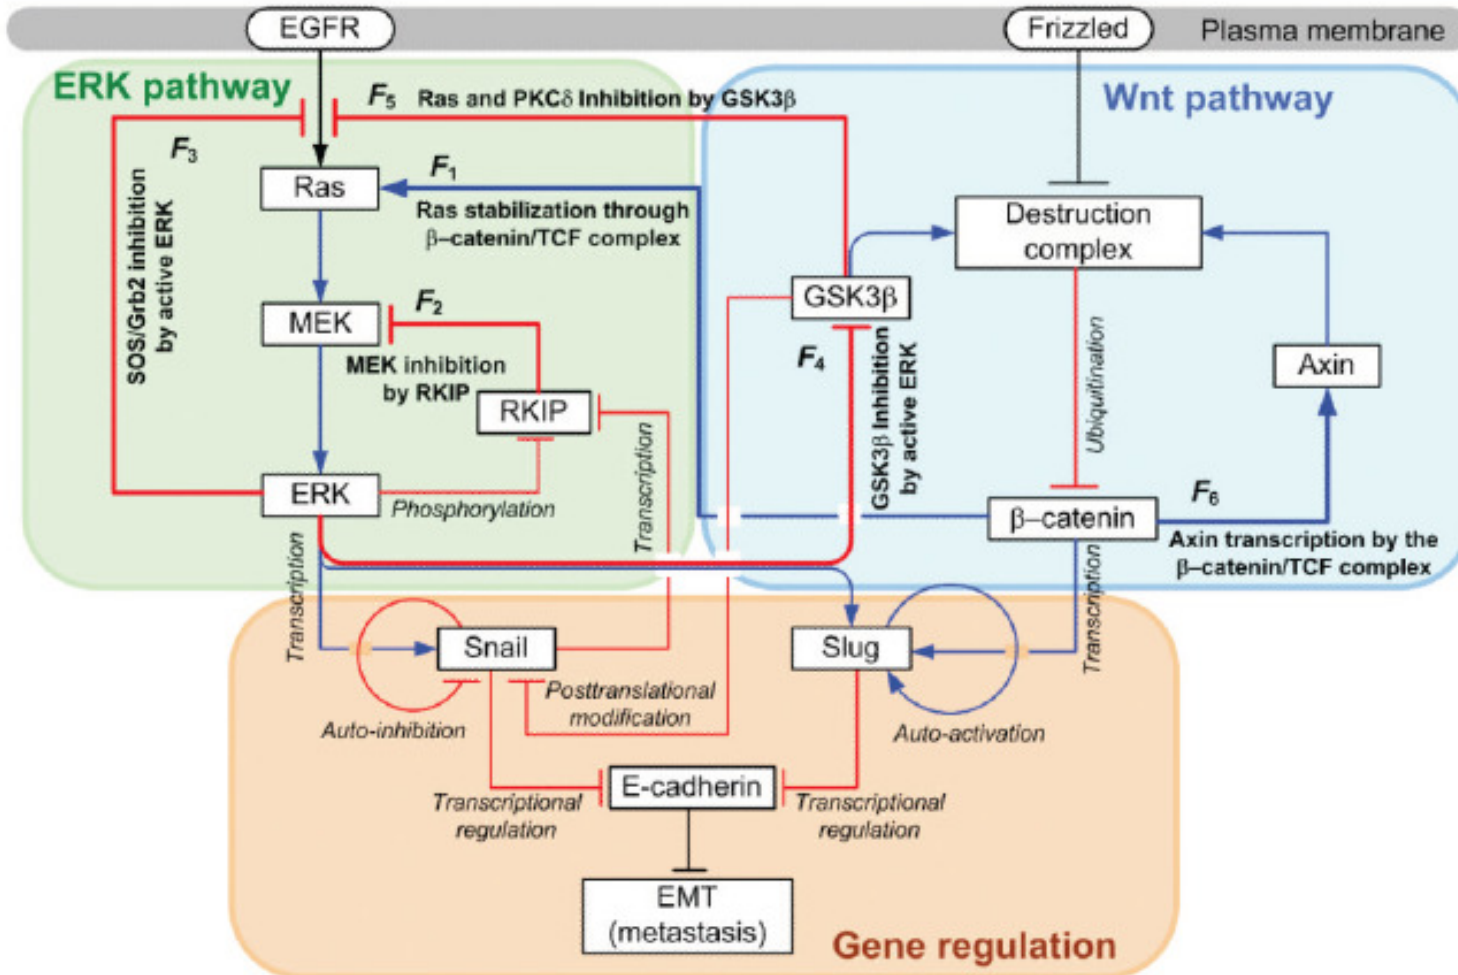 EGFR
Frizzled
Plasma membrane
ERK pathway
F5 Ras and PKCδ Inhibition by GSK3β
Wnt pathway
F3
SOS/Grb2 inhibition
by active ERK
Ras
F1
Ras stabilization through
β–catenin/TCF complex
Destruction
complex
GSK3β
MEK
F2
MEK inhibition
by RKIP
RKIP
F4
GSK3β Inhibition
by active ERK
Ubiquitination
Axin
ERK
Phosphorylation
Transcription
β–catenin
F6
Axin transcription by the
β–catenin/TCF complex
Transcription
Transcription
Snail
Slug
Auto-inhibition
Posttranslational
modification
Auto-activation
E-cadherin
Transcriptional
regulation
Transcriptional
regulation
EMT
(metastasis)
Gene regulation